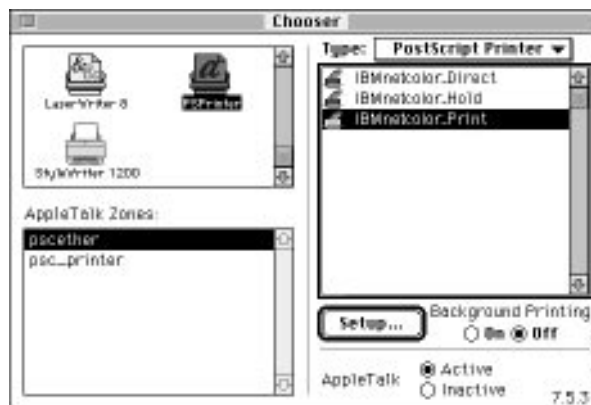 Chooser
LaserWriter 8
PSPrinter
StyleWriter 1200
AppleTalk Zones:
pscether
psc_printer
Type: PostScript Printer
IBMnetcolor.Direct
IBMnetcolor.Hold
IBMnetcolor.Print
Setup...
Background Printing
On Off
AppleTalk
Active
Inactive
7.5.3